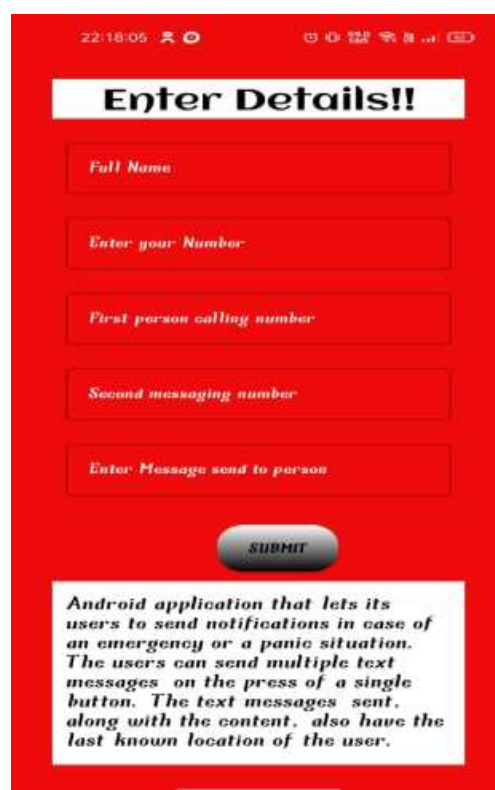 22:18:05
Enter Details!!
Full Name
Enter your Number
First person calling number
Second messaging number
Enter Message send to person
SUBMIT
Android application that lets its
users to send notifications in case of
an emergency or a panic situation.
The users can send multiple text
messages on the press of a single
button. The text messages sent,
along with the content, also have the
last known location of the user.